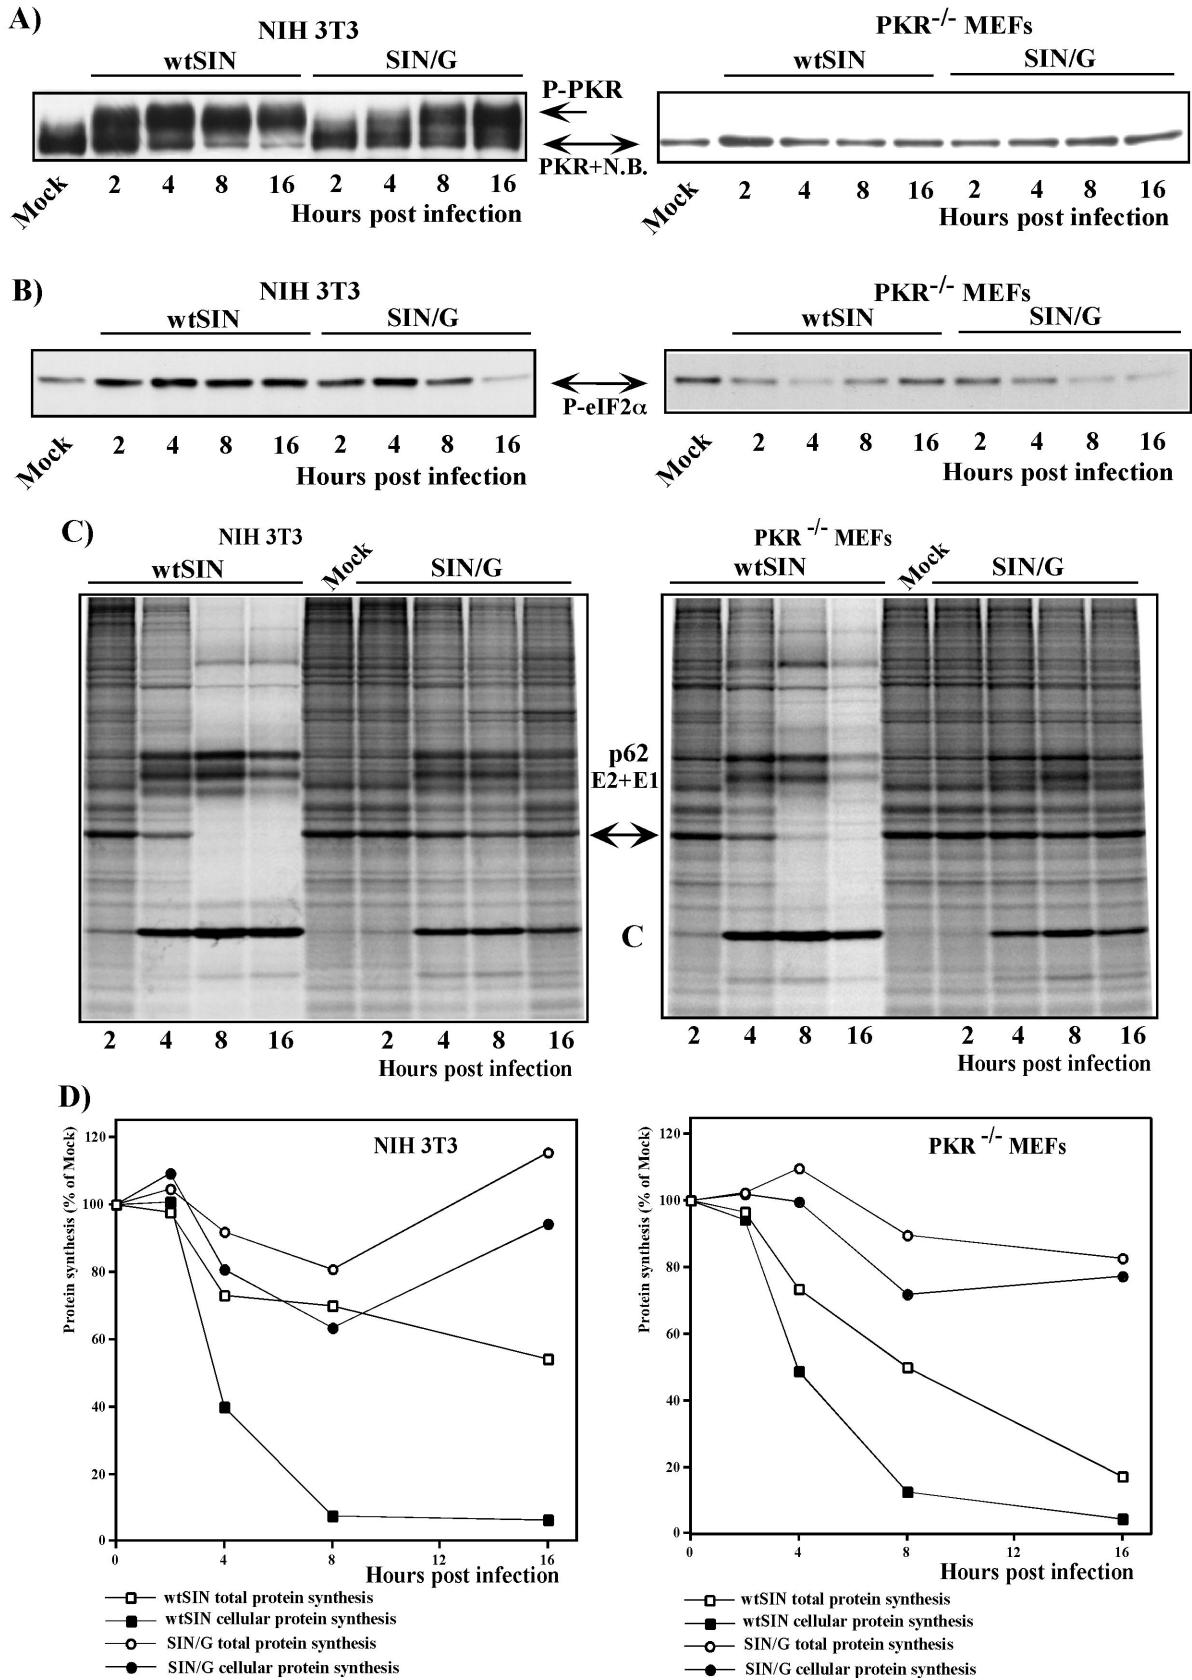 A)
NIH 3T3
PKR-/- MEFs
wtSIN SIN/G
wtSIN SIN/G
P-PKR
PKR+N.B.
Mock 2 4 8 16 2 4 8 16
Hours post infection
Mock 2 4 8 16 2 4 8 16
Hours post infection
B)
NIH 3T3
PKR-/- MEFs
wtSIN SIN/G
wtSIN SIN/G
P-eIF2α
Mock 2 4 8 16 2 4 8 16
Hours post infection
Mock 2 4 8 16 2 4 8 16
Hours post infection
C)
NIH 3T3
PKR -/- MEFs
wtSIN Mock SIN/G
wtSIN Mock SIN/G
p62
E2+E1
C
2 4 8 16 2 4 8 16
Hours post infection
2 4 8 16 2 4 8 16
Hours post infection
D)
NIH 3T3
Protein synthesis (% of Mock)
120
100
80
60
40
20
0
0 4 8 12 16
Hours post infection
wtSIN total protein synthesis
wtSIN cellular protein synthesis
SIN/G total protein synthesis
SIN/G cellular protein synthesis
PKR -/- MEFs
Protein synthesis (% of Mock)
120
100
80
60
40
20
0
0 4 8 12 16
Hours post infection
wtSIN total protein synthesis
wtSIN cellular protein synthesis
SIN/G total protein synthesis
SIN/G cellular protein synthesis